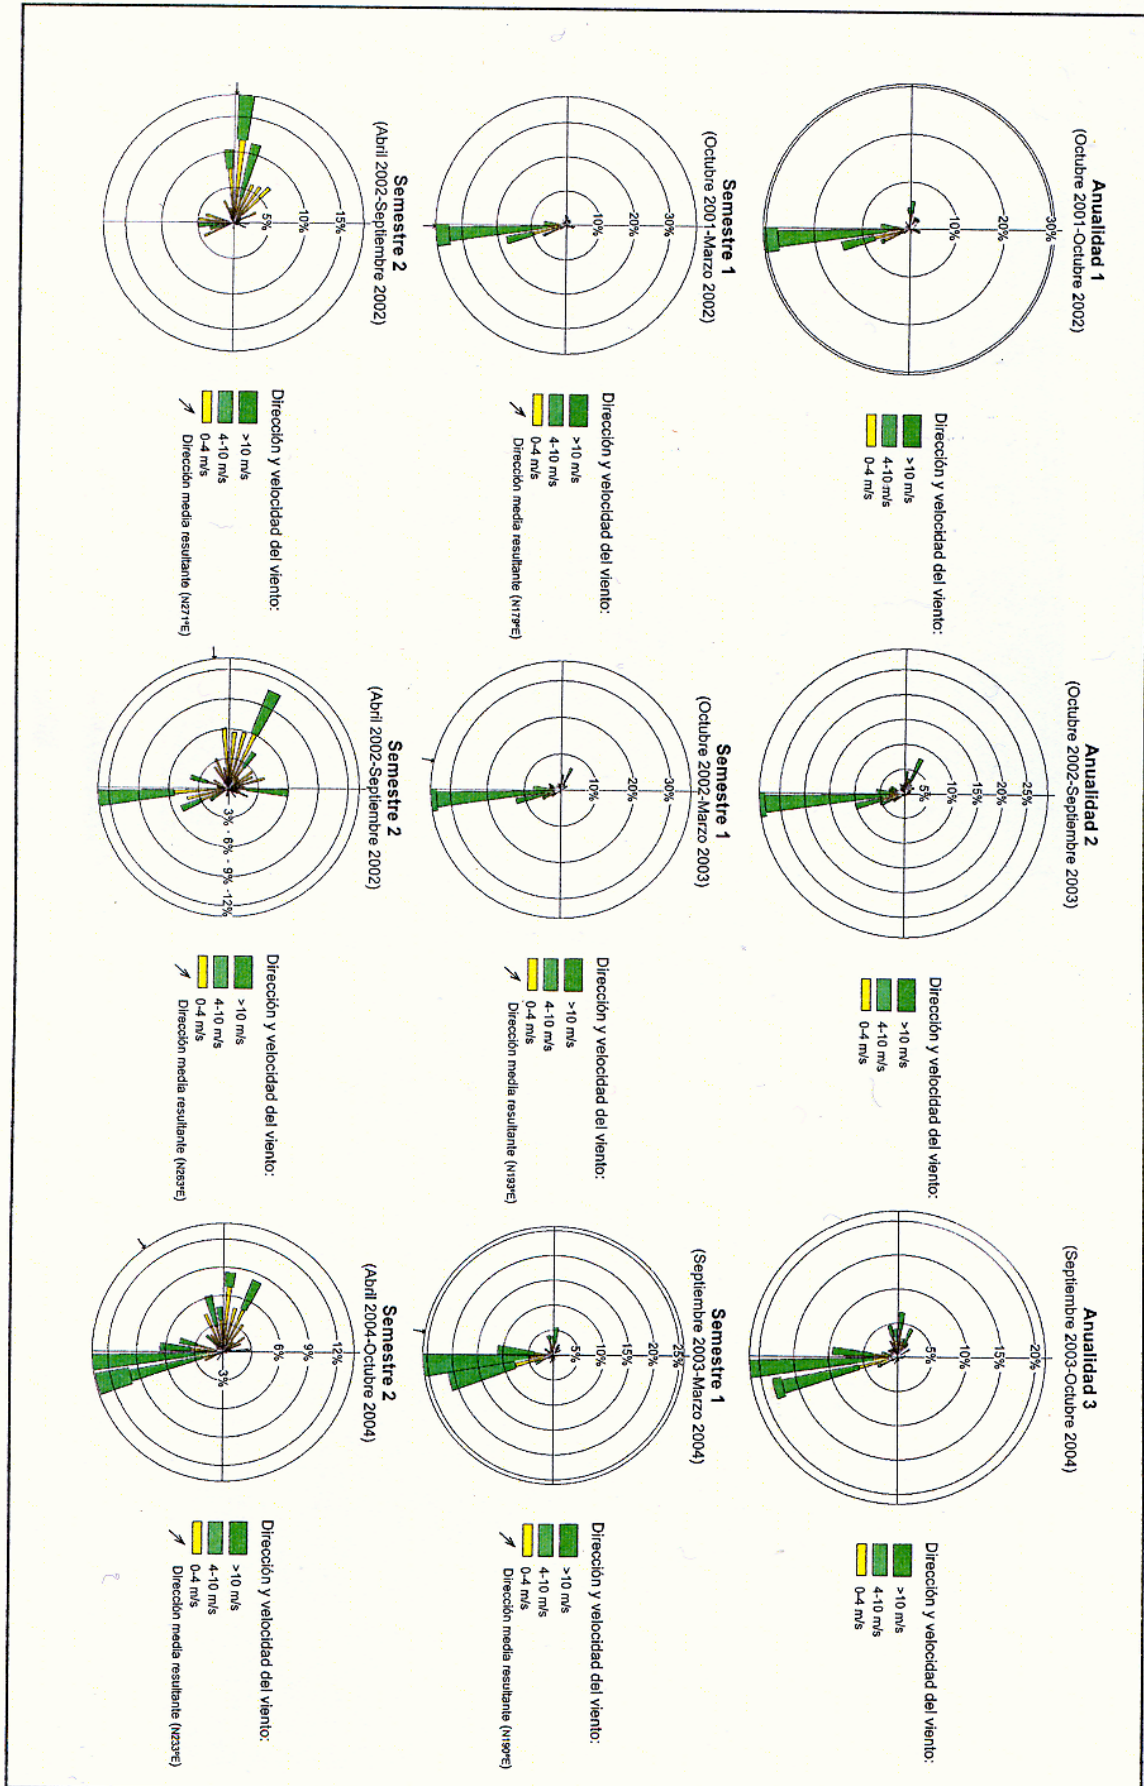 Anualidad 1
(Octubre 2001-Octubre 2002)
10% 20% 30%
Dirección y velocidad del viento:
>10 m/s
4-10 m/s
0-4 m/s
Anualidad 2
(Octubre 2002-Septiembre 2003)
5% 10% 15% 20% 25%
Dirección y velocidad del viento:
>10 m/s
4-10 m/s
0-4 m/s
Anualidad 3
(Septiembre 2003-Octubre 2004)
5% 10% 15% 20%
Dirección y velocidad del viento:
>10 m/s
4-10 m/s
0-4 m/s
Semestre 1
(Octubre 2001-Marzo 2002)
10% 20% 30%
Dirección y velocidad del viento:
>10 m/s
4-10 m/s
0-4 m/s
Dirección media resultante (N179ºE)
Semestre 1
(Octubre 2002-Marzo 2003)
10% 20% 30%
Dirección y velocidad del viento:
>10 m/s
4-10 m/s
0-4 m/s
Dirección media resultante (N193ºE)
Semestre 1
(Septiembre 2003-Marzo 2004)
5% 10% 15% 20% 25%
Dirección y velocidad del viento:
>10 m/s
4-10 m/s
0-4 m/s
Dirección media resultante (N190ºE)
Semestre 2
(Abril 2002-Septiembre 2002)
5% 10% 15%
Dirección y velocidad del viento:
>10 m/s
4-10 m/s
0-4 m/s
Dirección media resultante (N271ºE)
Semestre 2
(Abril 2002-Septiembre 2002)
3% 6% 9% 12%
Dirección y velocidad del viento:
>10 m/s
4-10 m/s
0-4 m/s
Dirección media resultante (N263ºE)
Semestre 2
(Abril 2004-Octubre 2004)
3% 6% 9% 12%
Dirección y velocidad del viento:
>10 m/s
4-10 m/s
0-4 m/s
Dirección media resultante (N233ºE)